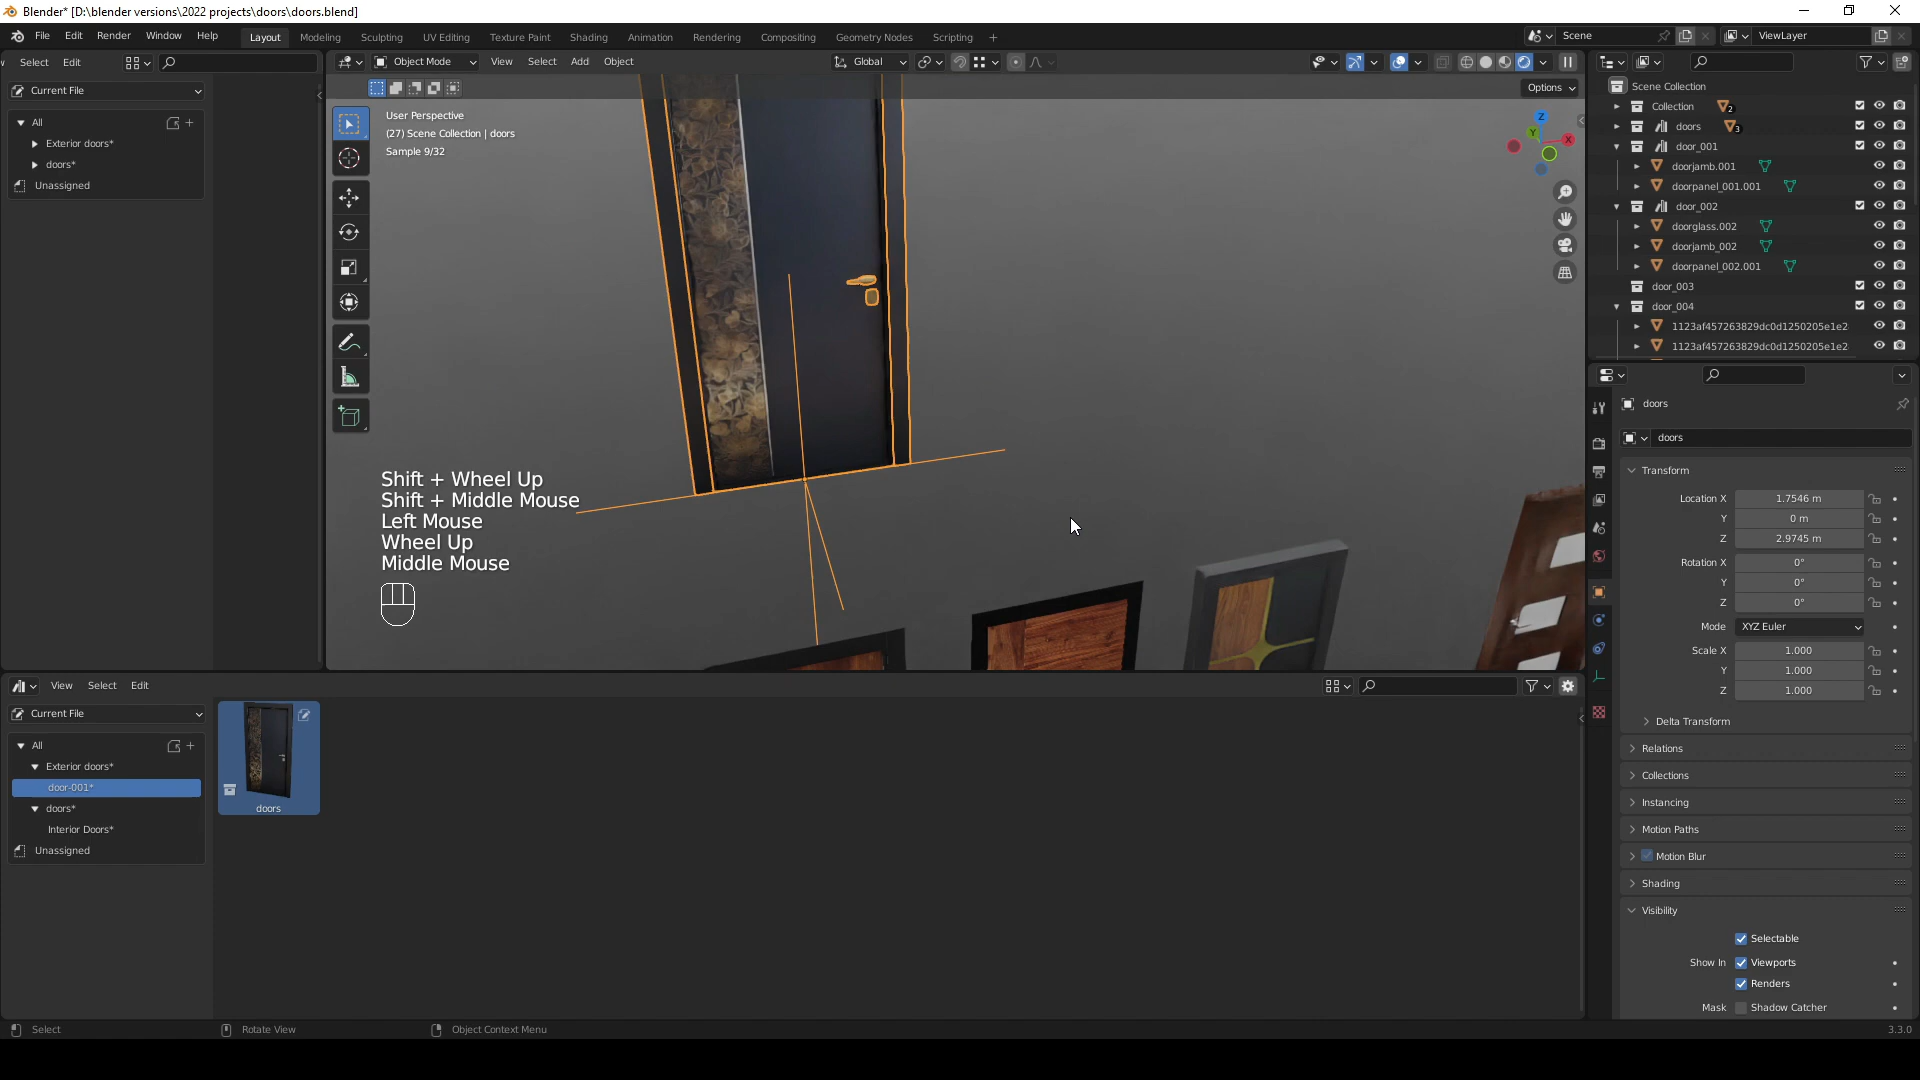 Blender* [D:\blender versions\2022 projects\doors\doors.blend]
File Edit Render Window Help Layout Modeling Sculpting UV Editing Texture Paint Shading Animation Rendering Compositing Geometry Nodes Scripting + Scene ViewLayer
Select Edit
Object Mode View Select Add Object Global
Current File
All
Exterior doors*
doors*
Unassigned
Options
User Perspective
(27) Scene Collection | doors
Sample 9/32
Z
Y
X
Shift + Wheel Up
Shift + Middle Mouse
Left Mouse
Wheel Up
Middle Mouse
Scene Collection
Collection 2
doors 3
door_001
doorjamb.001
doorpanel_001.001
door_002
doorglass.002
doorjamb_002
doorpanel_002.001
door_003
door_004
1123af457263829dc0d1250205e1e2
1123af457263829dc0d1250205e1e2
doors
doors
Transform
Location X 1.7546 m
Y 0 m
Z 2.9745 m
Rotation X 0°
Y 0°
Z 0°
Mode XYZ Euler
Scale X 1.000
Y 1.000
Z 1.000
Delta Transform
Relations
Collections
Instancing
Motion Paths
Motion Blur
Shading
Visibility
Selectable
Show In Viewports
Renders
Mask Shadow Catcher
View Select Edit
Current File
All
Exterior doors*
door-001*
doors*
Interior Doors*
Unassigned
doors
Select Rotate View Object Context Menu 3.3.0